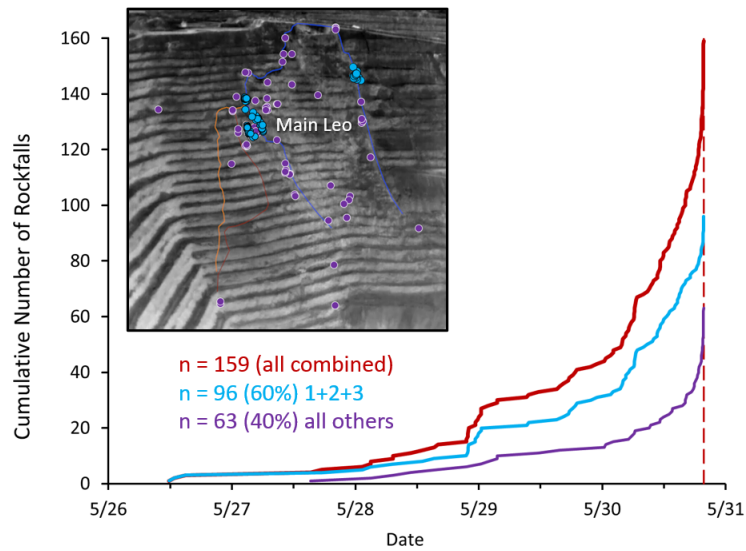 160
140
120
100
80
60
40
20
0
Cumulative Number of Rockfalls
Main Leo
n = 159 (all combined)
n = 96 (60%) 1+2+3
n = 63 (40%) all others
5/26 5/27 5/28 5/29 5/30 5/31
Date